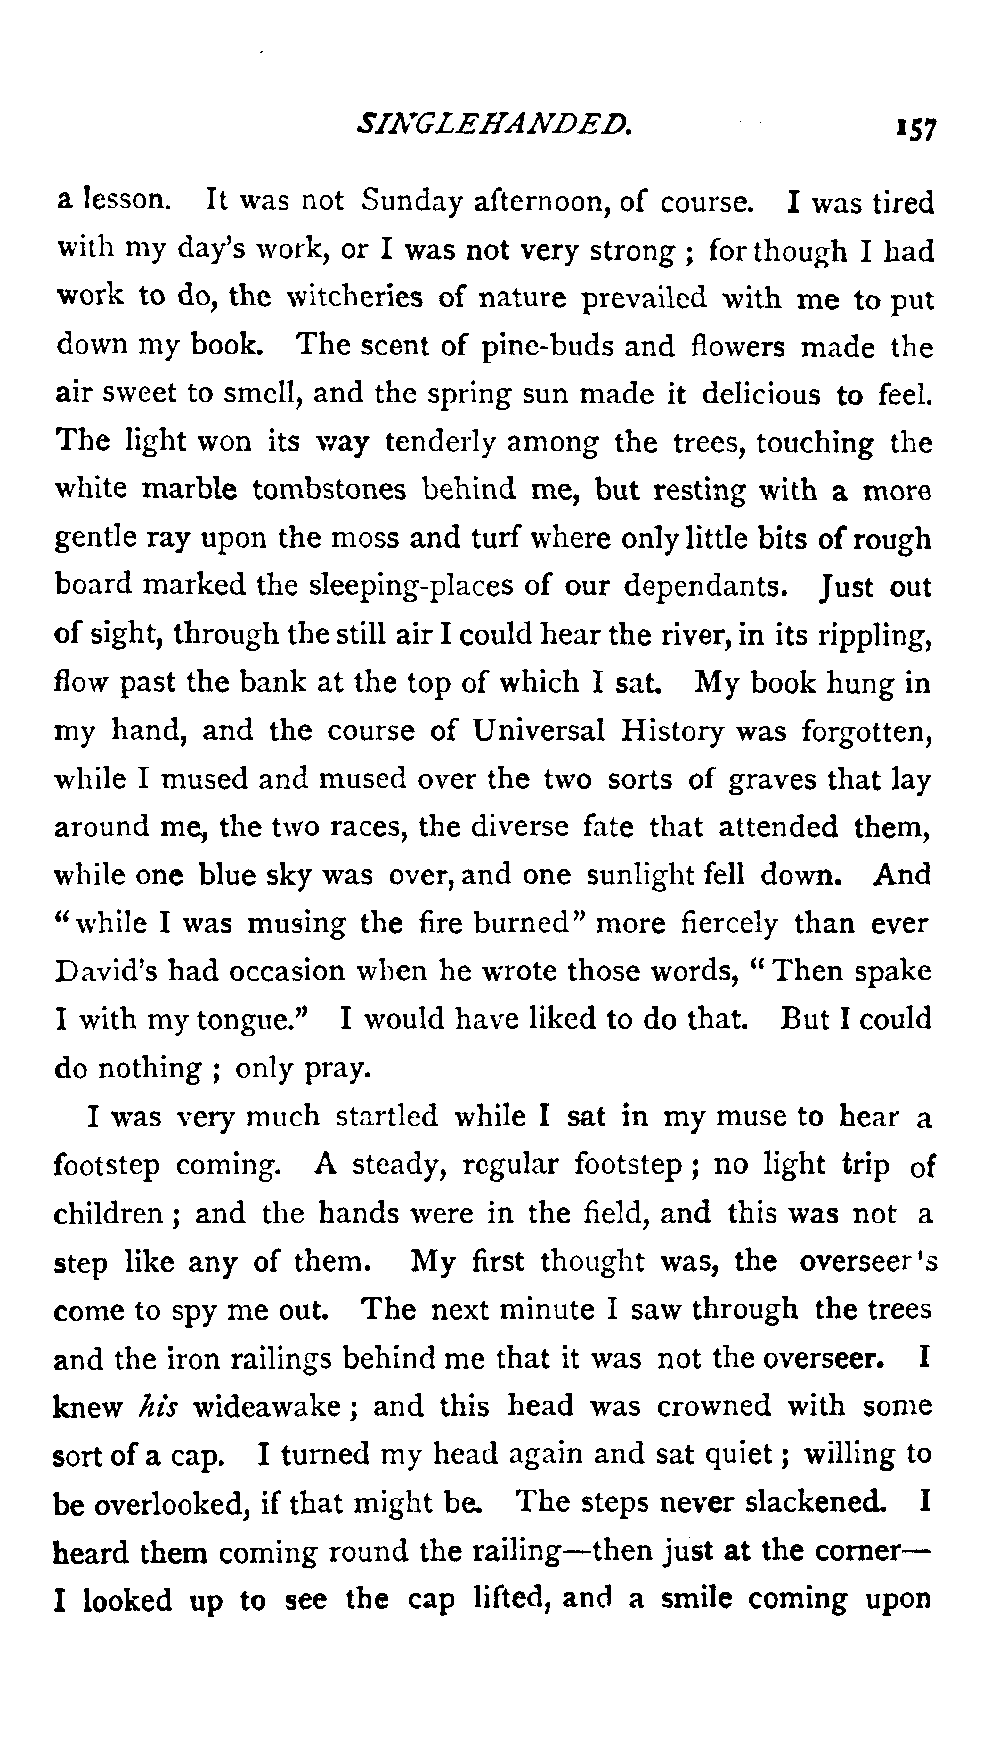 SINGLEHANDED. 157
a lesson. It was not Sunday afternoon, of course. I was tired
with my day's work, or I was not very strong ; for though I had
work to do, the witcheries of nature prevailed with me to put
down my book. The scent of pine-buds and flowers made the
air sweet to smell, and the spring sun made it delicious to feel.
The light won its way tenderly among the trees, touching the
white marble tombstones behind me, but resting with a more
gentle ray upon the moss and turf where only little bits of rough
board marked the sleeping-places of our dependants. Just out
of sight, through the still air I could hear the river, in its rippling,
flow past the bank at the top of which I sat. My book hung in
my hand, and the course of Universal History was forgotten,
while I mused and mused over the two sorts of graves that lay
around me, the two races, the diverse fate that attended them,
while one blue sky was over, and one sunlight fell down. And
"while I was musing the fire burned" more fiercely than ever
David's had occasion when he wrote those words, "Then spake
I with my tongue." I would have liked to do that. But I could
do nothing ; only pray.
I was very much startled while I sat in my muse to hear a
footstep coming. A steady, regular footstep ; no light trip of
children ; and the hands were in the field, and this was not a
step like any of them. My first thought was, the overseer's
come to spy me out. The next minute I saw through the trees
and the iron railings behind me that it was not the overseer. I
knew his wideawake ; and this head was crowned with some
sort of a cap. I turned my head again and sat quiet ; willing to
be overlooked, if that might be. The steps never slackened. I
heard them coming round the railing—then just at the corner—
I looked up to see the cap lifted, and a smile coming upon